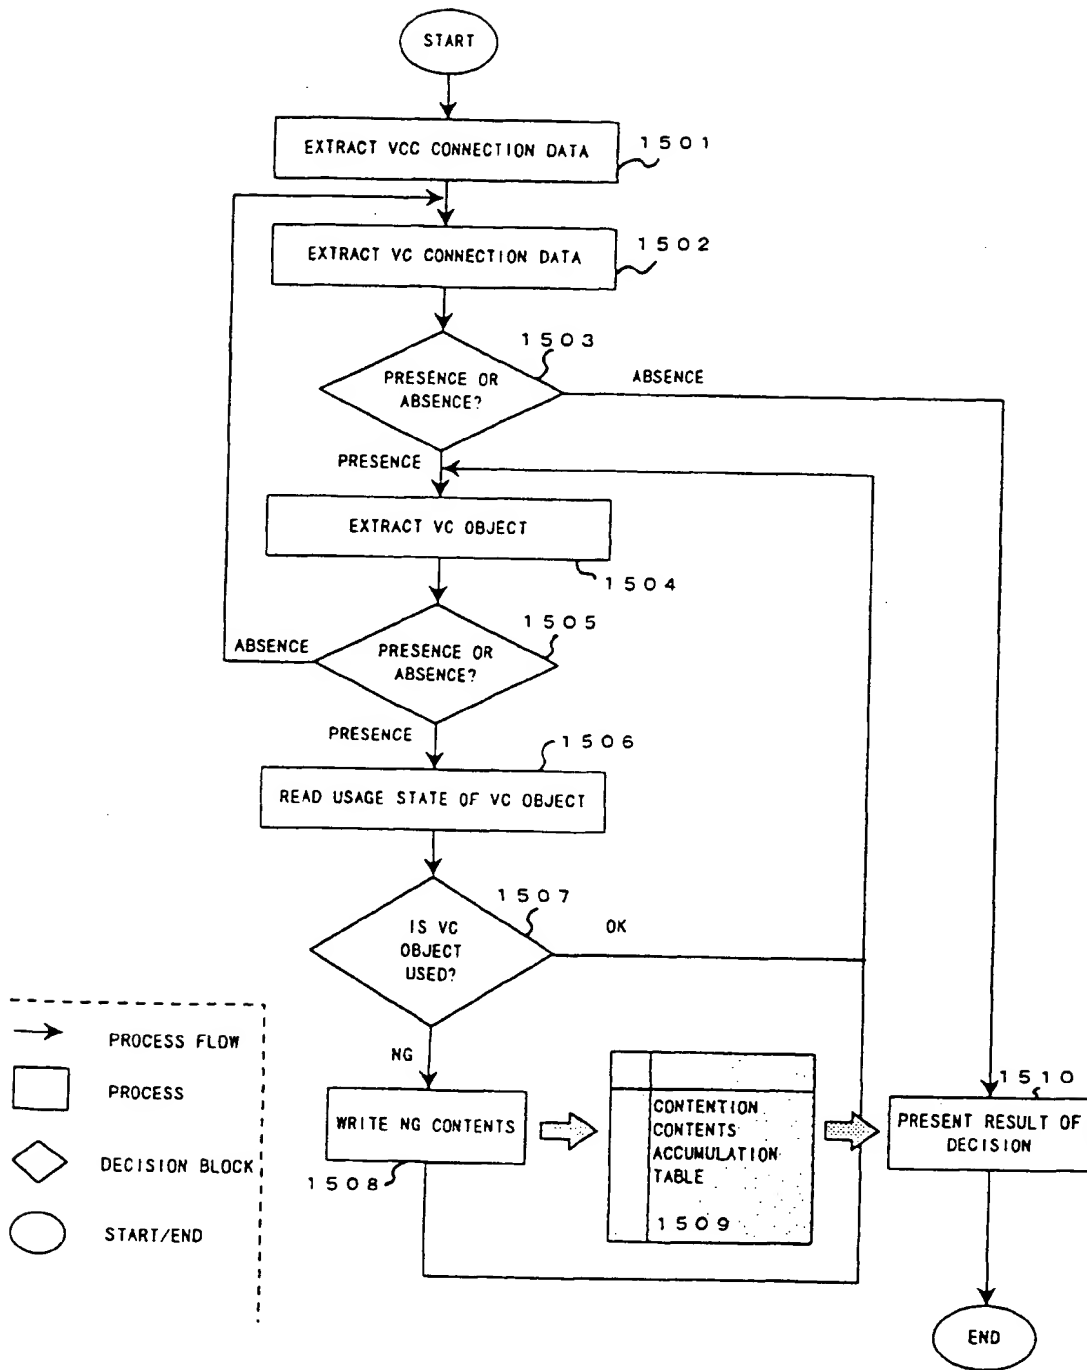 START
EXTRACT VCC CONNECTION DATA
1501
EXTRACT VC CONNECTION DATA
1502
1503
PRESENCE OR
ABSENCE?
ABSENCE
PRESENCE
EXTRACT VC OBJECT
1504
1505
ABSENCE
PRESENCE OR
ABSENCE?
PRESENCE
1506
READ USAGE STATE OF VC OBJECT
1507
IS VC
OBJECT
USED?
OK
NG
WRITE NG CONTENTS
1508
CONTENTION
CONTENTS
ACCUMULATION
TABLE
1509
1510
PRESENT RESULT OF
DECISION
END
PROCESS FLOW
PROCESS
DECISION BLOCK
START/END